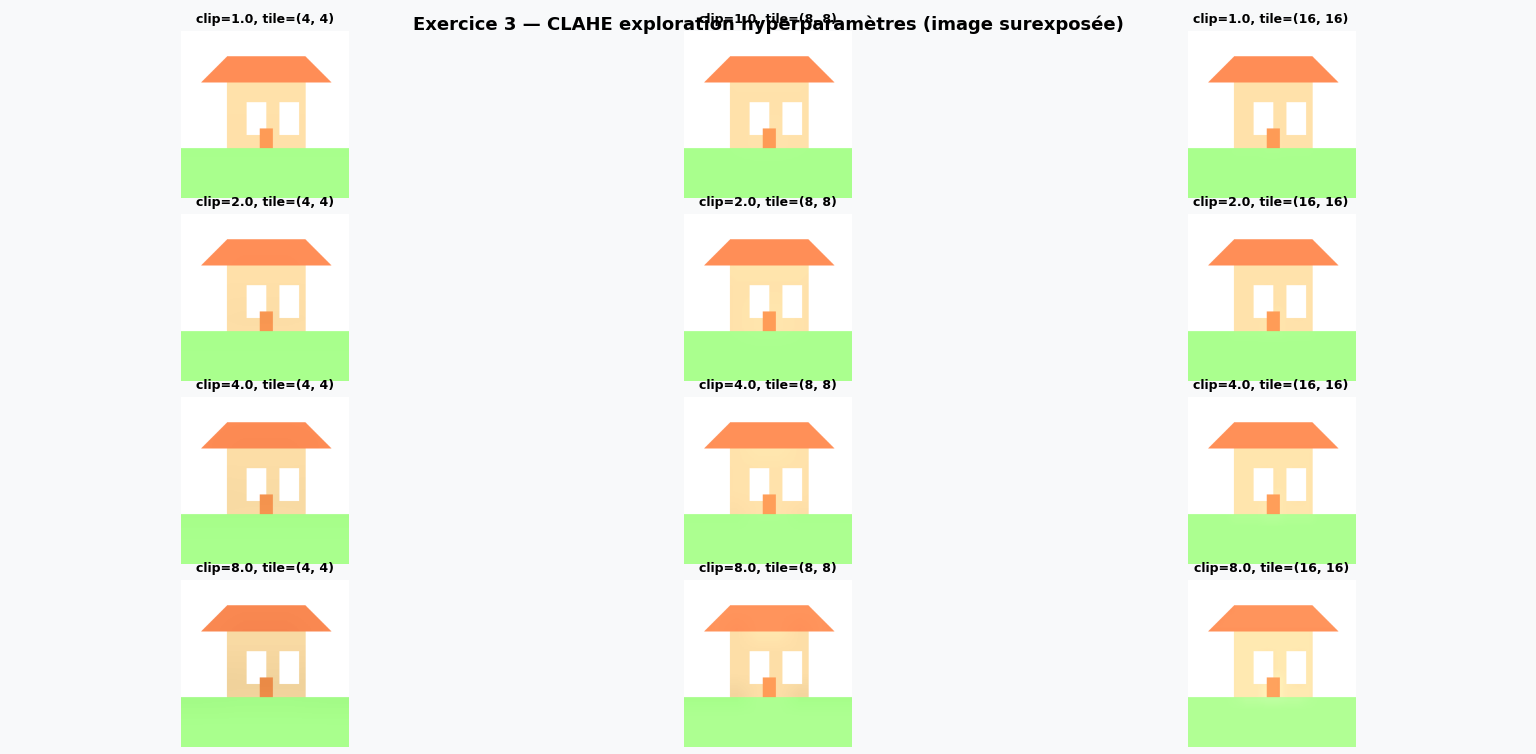 Exercice 3 — CLAHE exploration hyperparamètres (image surexposée)
clip=1.0, tile=(4, 4)
clip=1.0, tile=(8, 8)
clip=1.0, tile=(16, 16)
clip=2.0, tile=(4, 4)
clip=2.0, tile=(8, 8)
clip=2.0, tile=(16, 16)
clip=4.0, tile=(4, 4)
clip=4.0, tile=(8, 8)
clip=4.0, tile=(16, 16)
clip=8.0, tile=(4, 4)
clip=8.0, tile=(8, 8)
clip=8.0, tile=(16, 16)